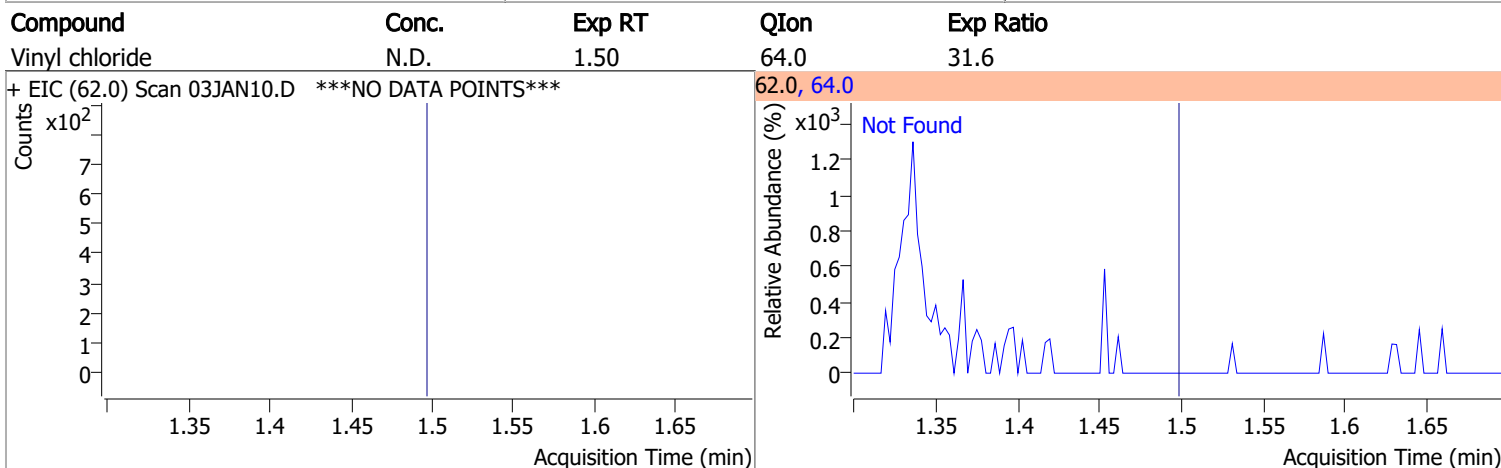 Compound Conc. Exp RT QIon Exp Ratio
Vinyl chloride N.D. 1.50 64.0 31.6
+ EIC (62.0) Scan 03JAN10.D ***NO DATA POINTS***
Counts
x10²
7
6
5
4
3
2
1
0
1.35 1.4 1.45 1.5 1.55 1.6 1.65
Acquisition Time (min)
62.0, 64.0
Relative Abundance (%)
x10³
Not Found
1.2
1
0.8
0.6
0.4
0.2
0
1.35 1.4 1.45 1.5 1.55 1.6 1.65
Acquisition Time (min)